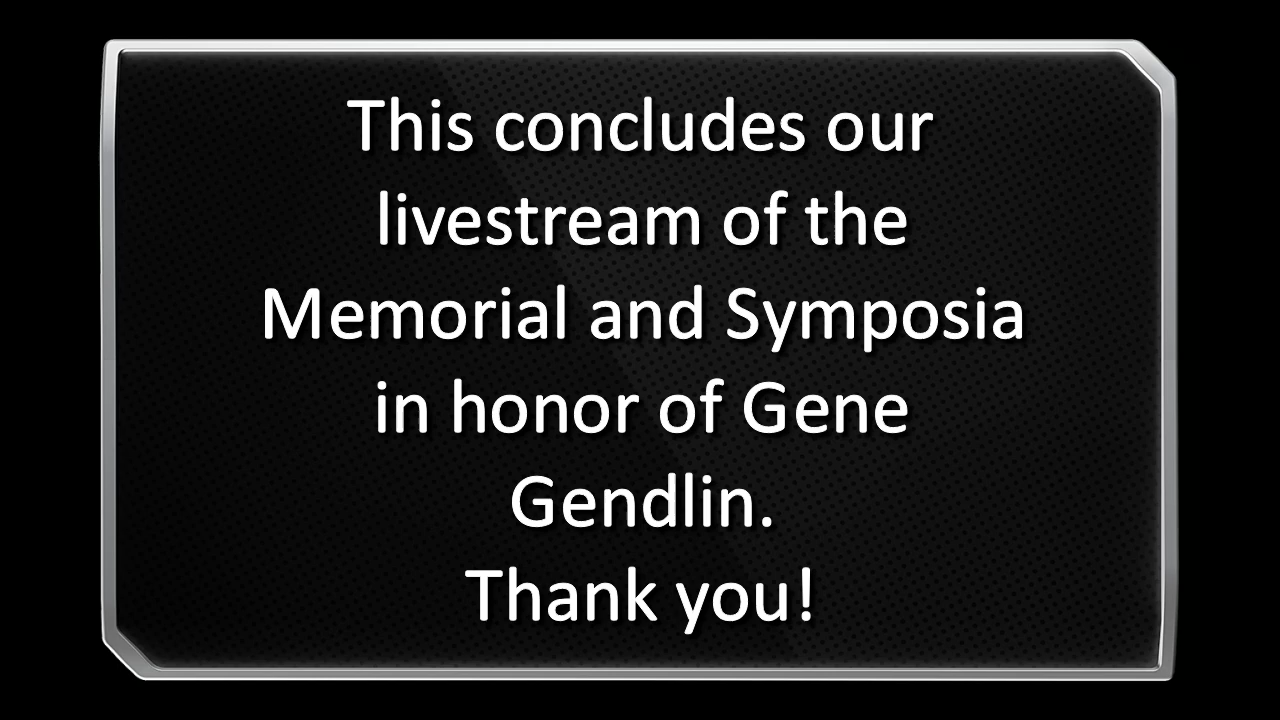 This concludes our
livestream of the
Memorial and Symposia
in honor of Gene
Gendlin.
Thank you!